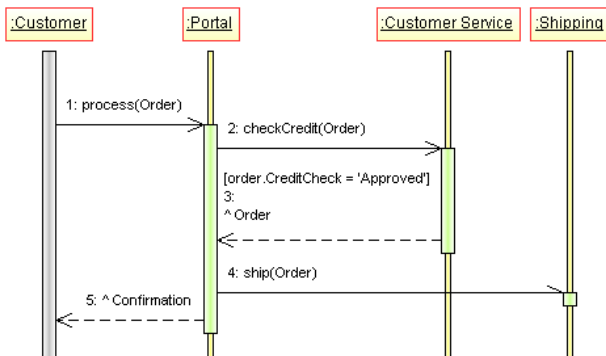 :Customer
:Portal
:Customer Service
:Shipping
1: process(Order)
2: checkCredit(Order)
[order.CreditCheck = 'Approved']
3:
^ Order
4: ship(Order)
5: ^ Confirmation